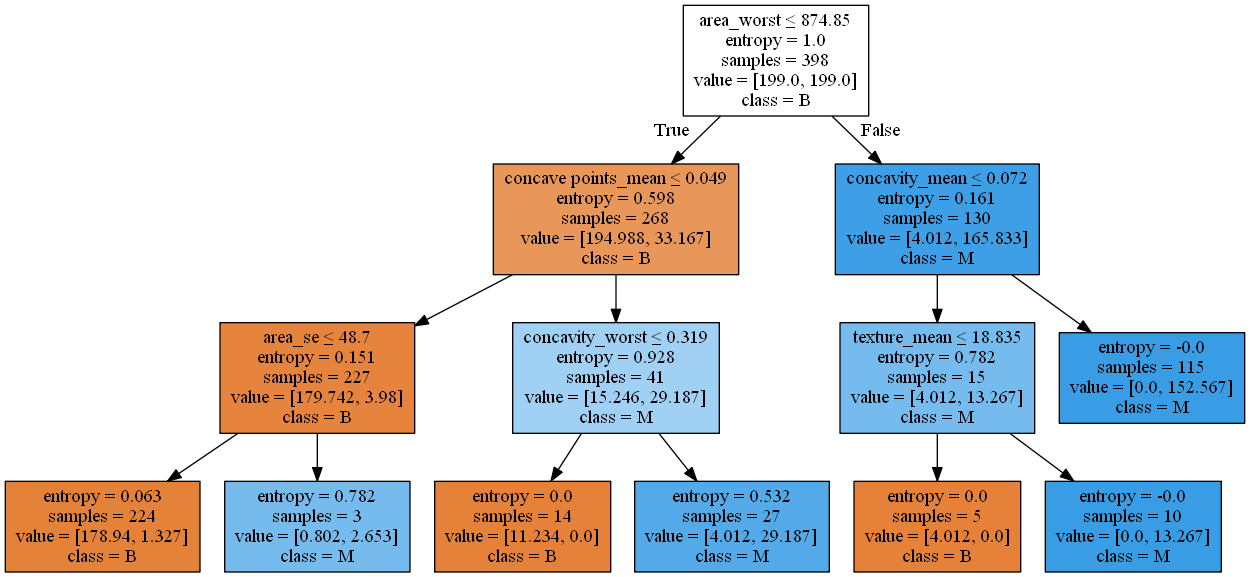 area_worst ≤ 874.85
entropy = 1.0
samples = 398
value = [199.0, 199.0]
class = B
True
False
concave points_mean ≤ 0.049
entropy = 0.598
samples = 268
value = [194.988, 33.167]
class = B
concavity_mean ≤ 0.072
entropy = 0.161
samples = 130
value = [4.012, 165.833]
class = M
area_se ≤ 48.7
entropy = 0.151
samples = 227
value = [179.742, 3.98]
class = B
concavity_worst ≤ 0.319
entropy = 0.928
samples = 41
value = [15.246, 29.187]
class = M
texture_mean ≤ 18.835
entropy = 0.782
samples = 15
value = [4.012, 13.267]
class = M
entropy = -0.0
samples = 115
value = [0.0, 152.567]
class = M
entropy = 0.063
samples = 224
value = [178.94, 1.327]
class = B
entropy = 0.782
samples = 3
value = [0.802, 2.653]
class = M
entropy = 0.0
samples = 14
value = [11.234, 0.0]
class = B
entropy = 0.532
samples = 27
value = [4.012, 29.187]
class = M
entropy = 0.0
samples = 5
value = [4.012, 0.0]
class = B
entropy = -0.0
samples = 10
value = [0.0, 13.267]
class = M